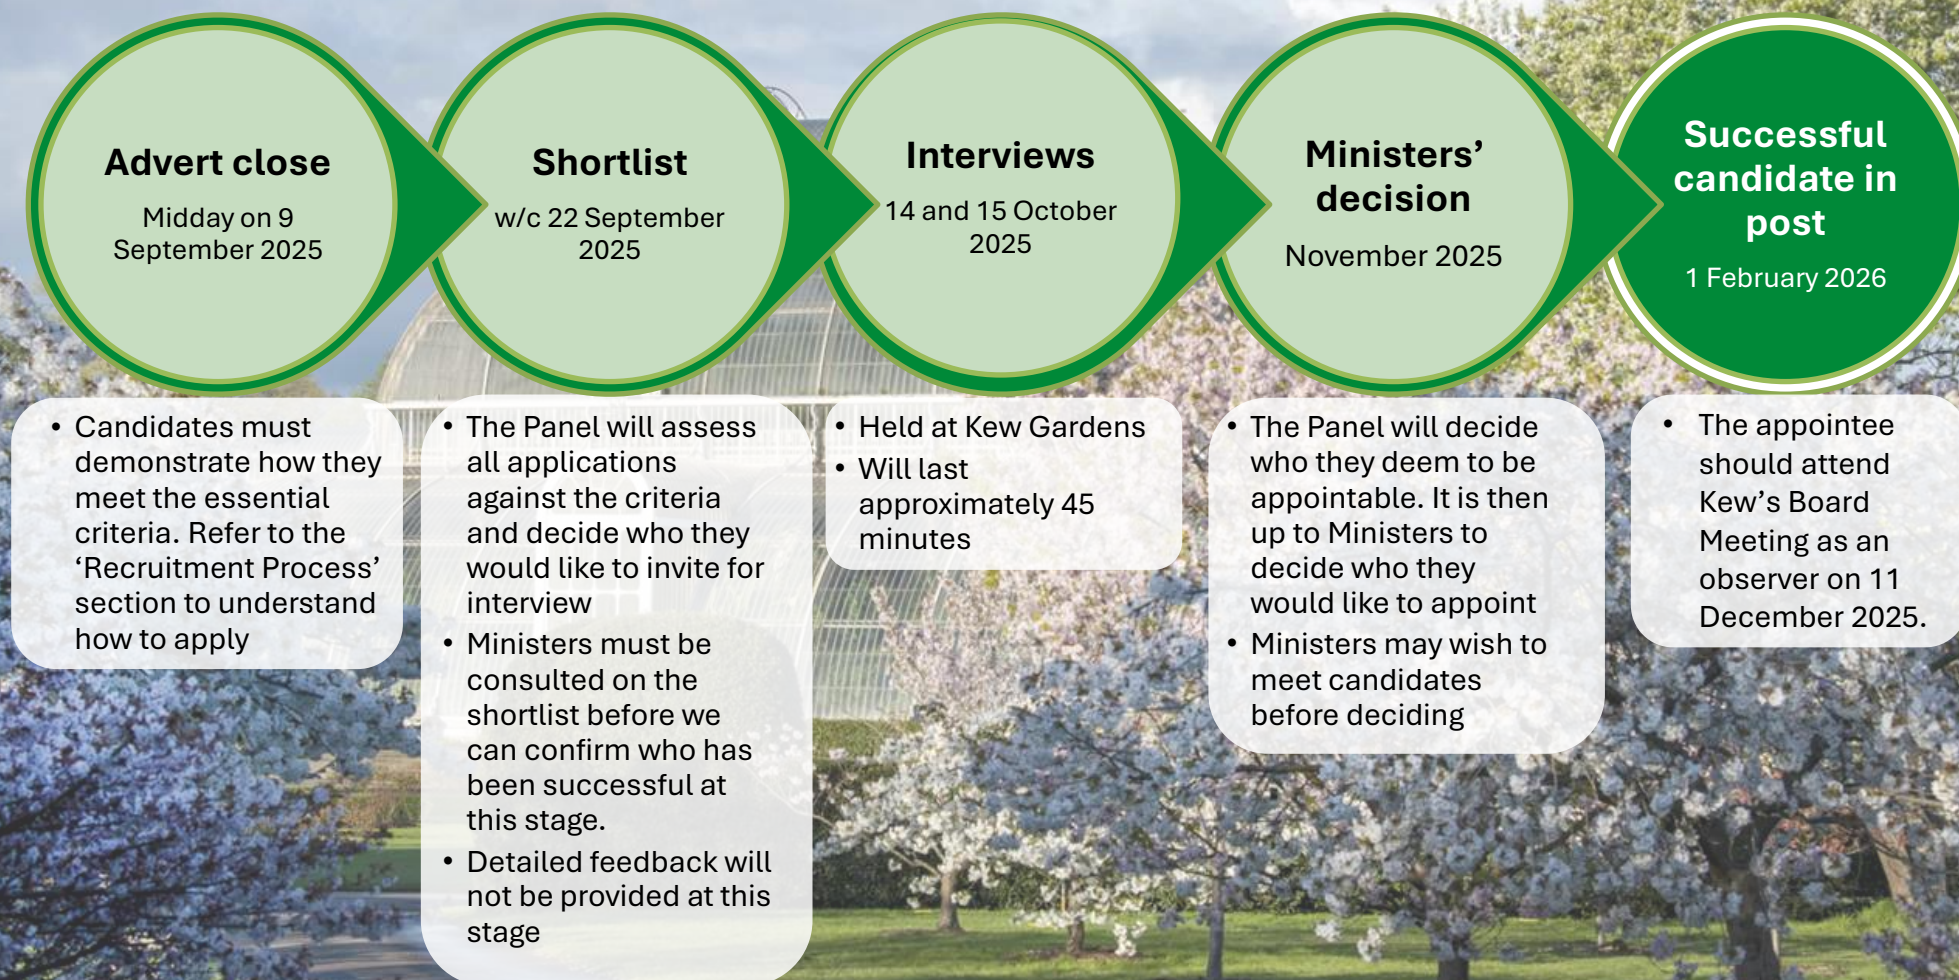 Advert close
Midday on 9
September 2025
• Candidates must
demonstrate how they
meet the essential
criteria. Refer to the
‘Recruitment Process’
section to understand
how to apply
Shortlist
w/c 22 September
2025
• The Panel will assess
all applications
against the criteria
and decide who they
would like to invite for
interview
• Ministers must be
consulted on the
shortlist before we
can confirm who has
been successful at
this stage.
• Detailed feedback will
not be provided at this
stage
Interviews
14 and 15 October
2025
• Held at Kew Gardens
• Will last
approximately 45
minutes
Ministers’
decision
November 2025
• The Panel will decide
who they deem to be
appointable. It is then
up to Ministers to
decide who they
would like to appoint
• Ministers may wish to
meet candidates
before deciding
Successful
candidate in
post
1 February 2026
• The appointee
should attend
Kew’s Board
Meeting as an
observer on 11
December 2025.